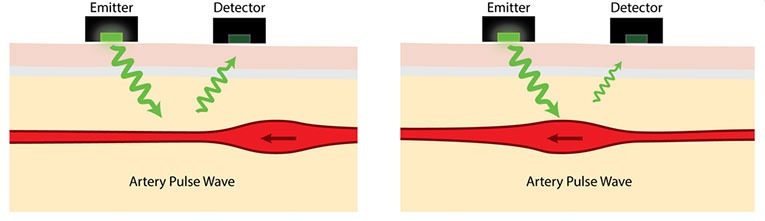 Emitter
Detector
Artery Pulse Wave
Emitter
Detector
Artery Pulse Wave